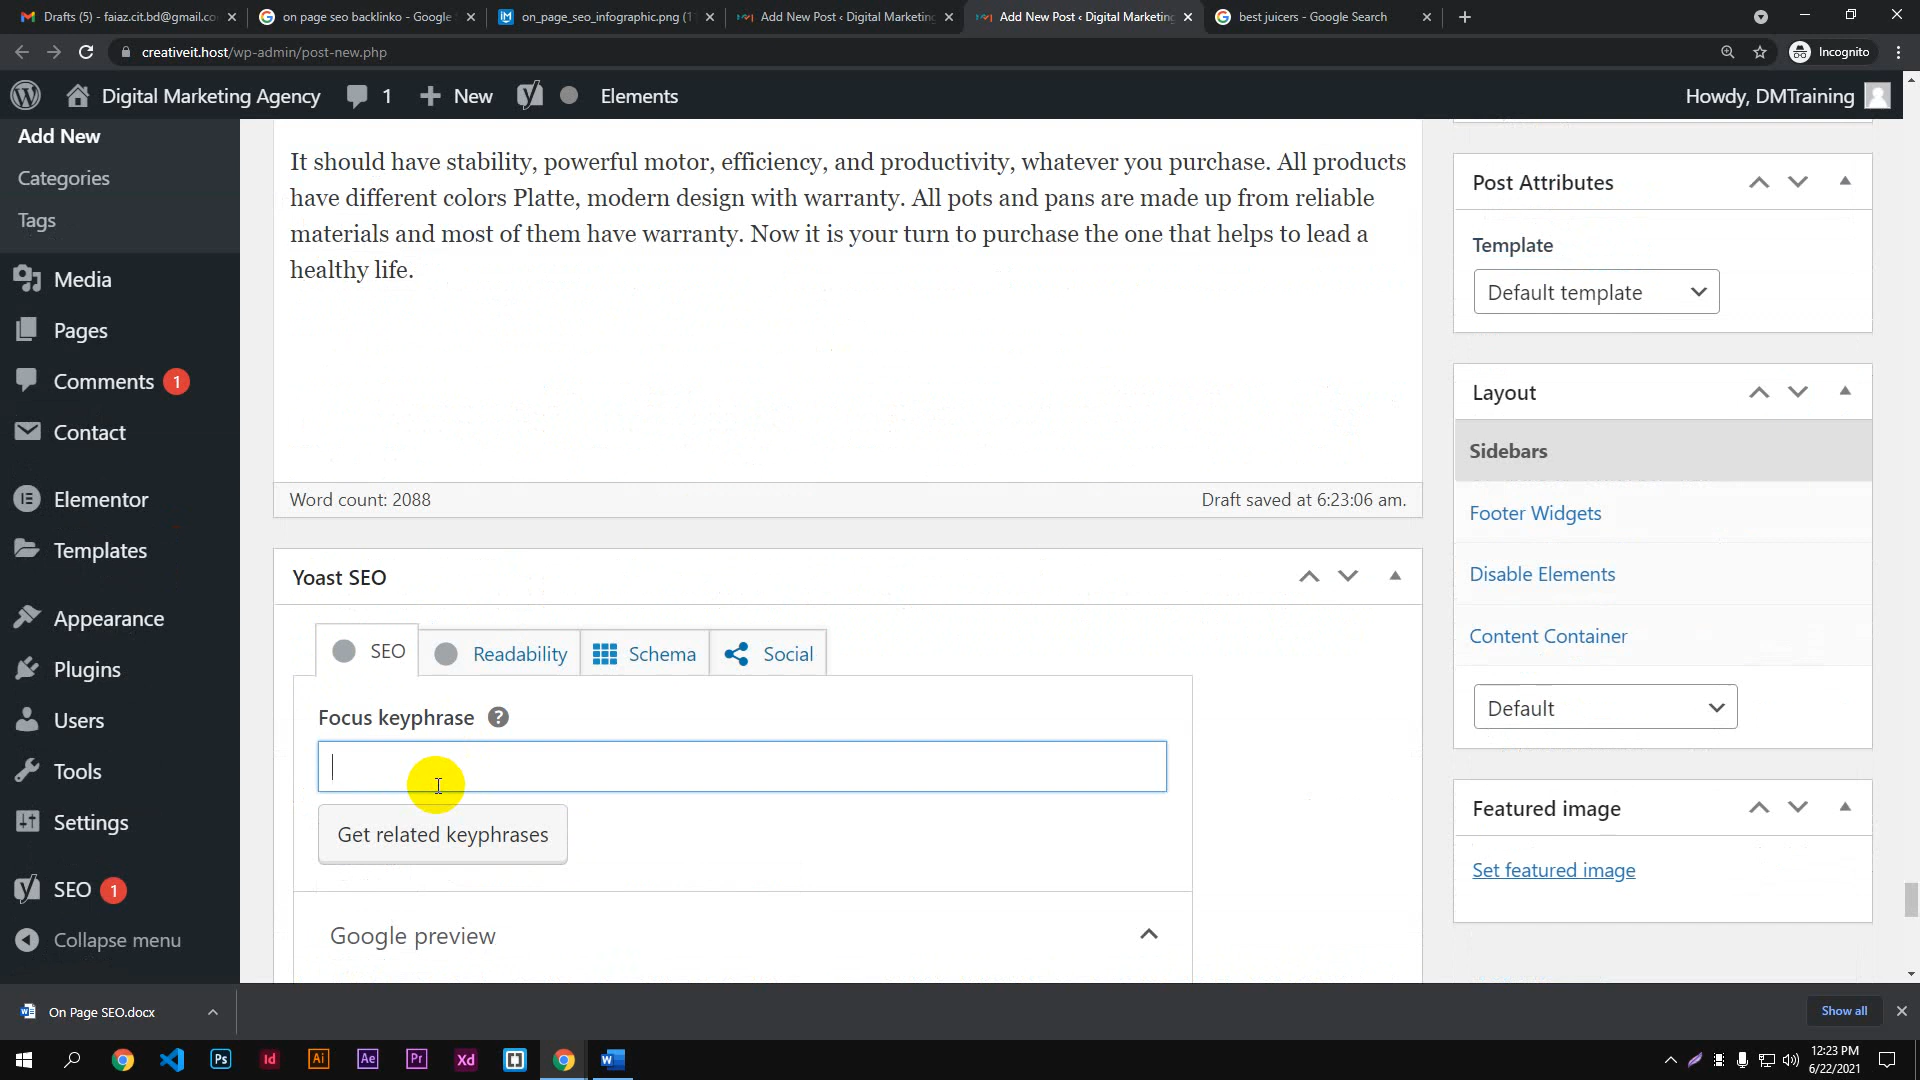 Drafts (5) - faiaz.cit.bd@gmail.co
on page seo backlinko - Google
on_page_seo_infographic.png (1
Add New Post ‹ Digital Marketing
Add New Post ‹ Digital Marketing
best juicers - Google Search
creativeit.host/wp-admin/post-new.php
Incognito
Digital Marketing Agency
1
New
Elements
Howdy, DMTraining
Add New
Categories
Tags
Media
Pages
Comments 1
Contact
Elementor
Templates
Appearance
Plugins
Users
Tools
Settings
SEO 1
Collapse menu
It should have stability, powerful motor, efficiency, and productivity, whatever you purchase. All products
have different colors Platte, modern design with warranty. All pots and pans are made up from reliable
materials and most of them have warranty. Now it is your turn to purchase the one that helps to lead a
healthy life.
Word count: 2088
Draft saved at 6:23:06 am.
Yoast SEO
SEO
Readability
Schema
Social
Focus keyphrase ?
Get related keyphrases
Google preview
Post Attributes
Template
Default template
Layout
Sidebars
Footer Widgets
Disable Elements
Content Container
Default
Featured image
Set featured image
On Page SEO.docx
Show all
Ps
Id
Ai
Ae
Pr
Xd
12:23 PM
6/22/2021